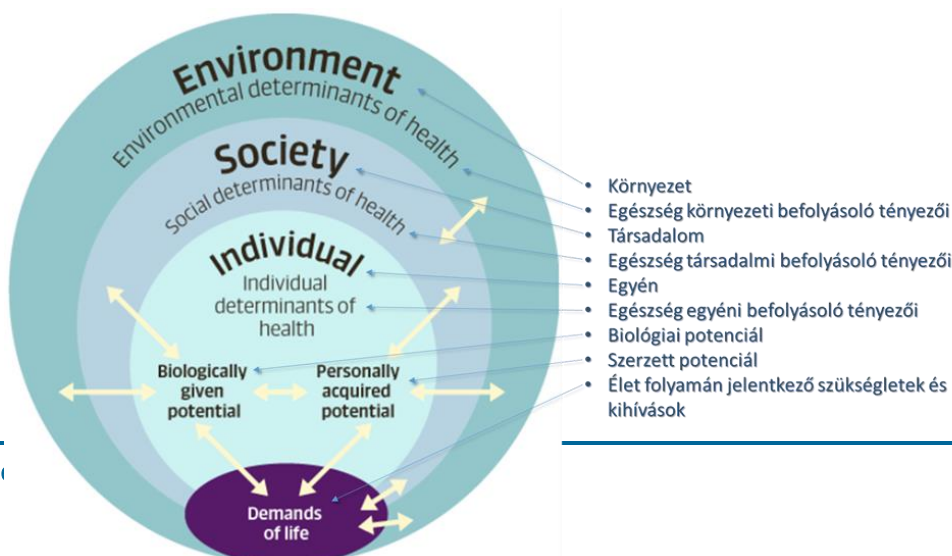 Environment
Environmental determinants of health
Society
Social determinants of health
Individual
Individual
determinants of
health
Biologically
given
potential
Personally
acquired
potential
Demands
of life
• Környezet
• Egészség környezeti befolyásoló tényezői
• Társadalom
• Egészség társadalmi befolyásoló tényezői
• Egyén
• Egészség egyéni befolyásoló tényezői
• Biológiai potenciál
• Szerzett potenciál
• Élet folyamán jelentkező szükségletek és
kihívások